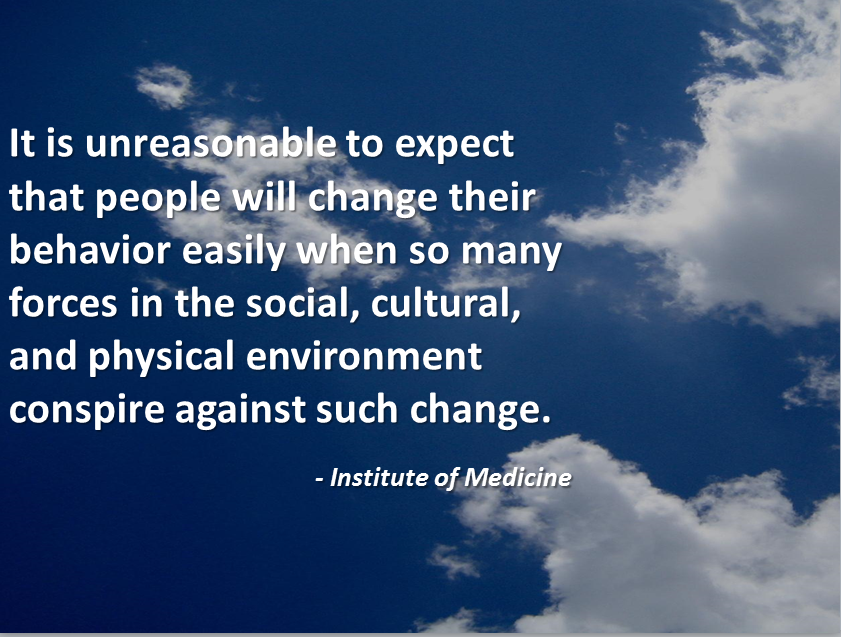 It is unreasonable to expect
that people will change their
behavior easily when so many
forces in the social, cultural,
and physical environment
conspire against such change.
- Institute of Medicine